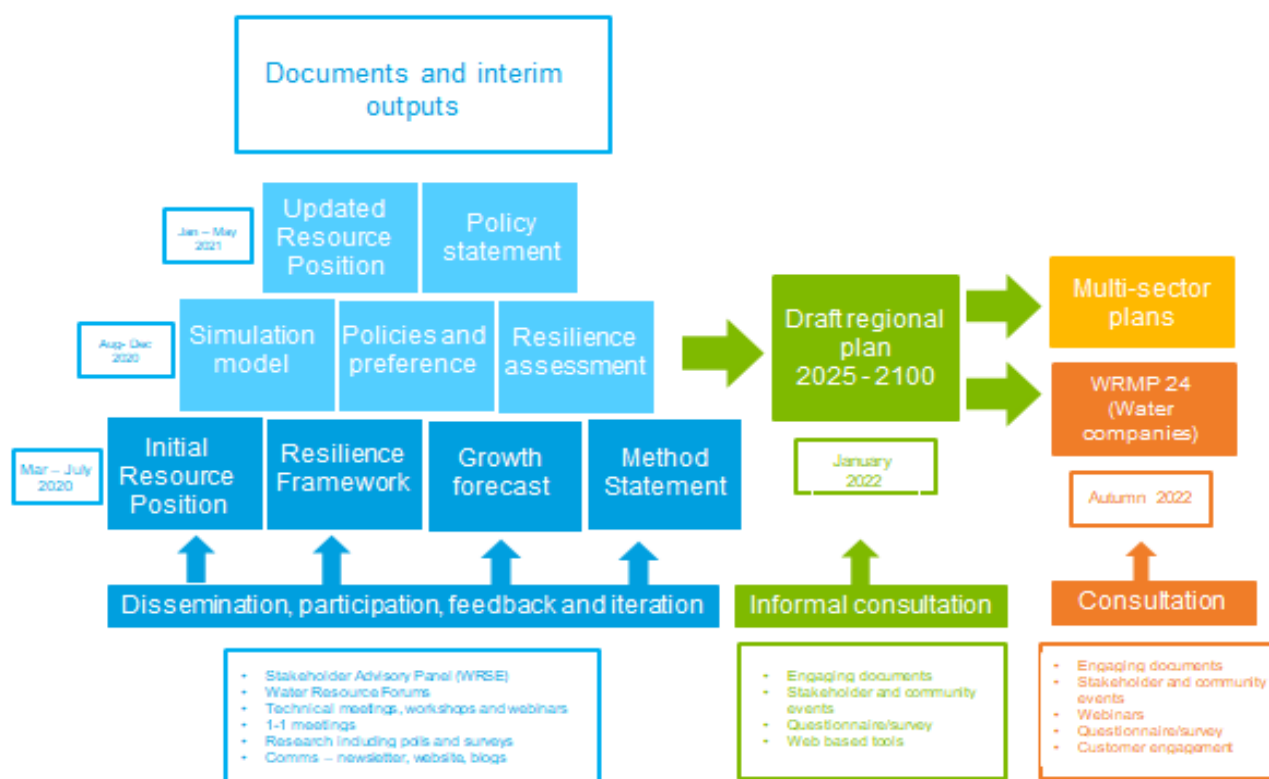 Documents and interim
outputs
Jan – May
2021
Updated
Resource
Position
Policy
statement
Aug- Dec
2020
Simulation
model
Policies and
preference
Resilience
assessment
Mar – July
2020
Initial
Resource
Position
Resilience
Framework
Growth
forecast
Method
Statement
Draft regional
plan
2025 - 2100
January
2022
Multi-sector
plans
WRMP 24
(Water
companies)
Autumn 2022
Dissemination, participation, feedback and iteration
Informal consultation
Consultation
• Stakeholder Advisory Panel (WRSE)
• Water Resource Forums
• Technical meetings, workshops and webinars
• 1-1 meetings
• Research including polls and surveys
• Comms – newsletter, website, blogs
• Engaging documents
• Stakeholder and community
events
• Questionnaire/survey
• Web based tools
• Engaging documents
• Stakeholder and community
events
• Webinars
• Questionnaire/survey
• Customer engagement